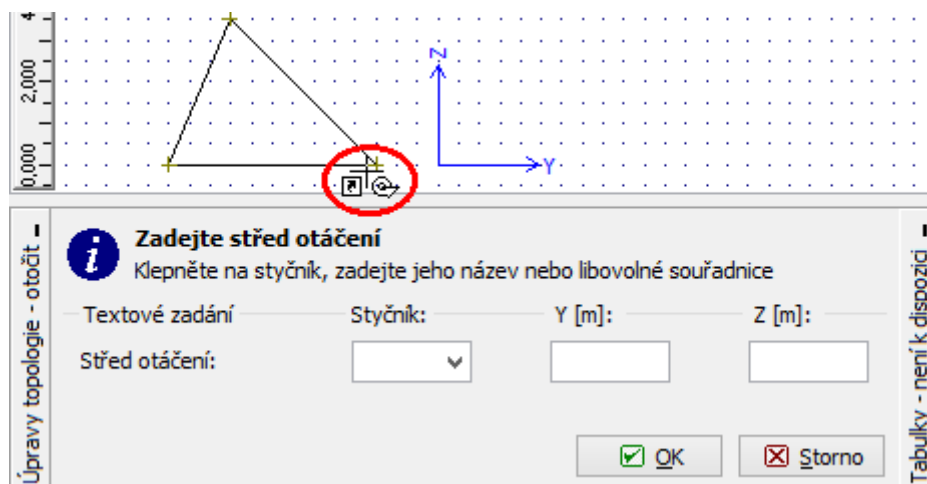 2,000
0,000
Z
Y
Úpravy topologie - otočit
Zadejte střed otáčení
Klepněte na styčník, zadejte jeho název nebo libovolné souřadnice
Textové zadání Styčník: Y [m]: Z [m]:
Střed otáčení:
OK Storno
Tabulky - není k dispozici